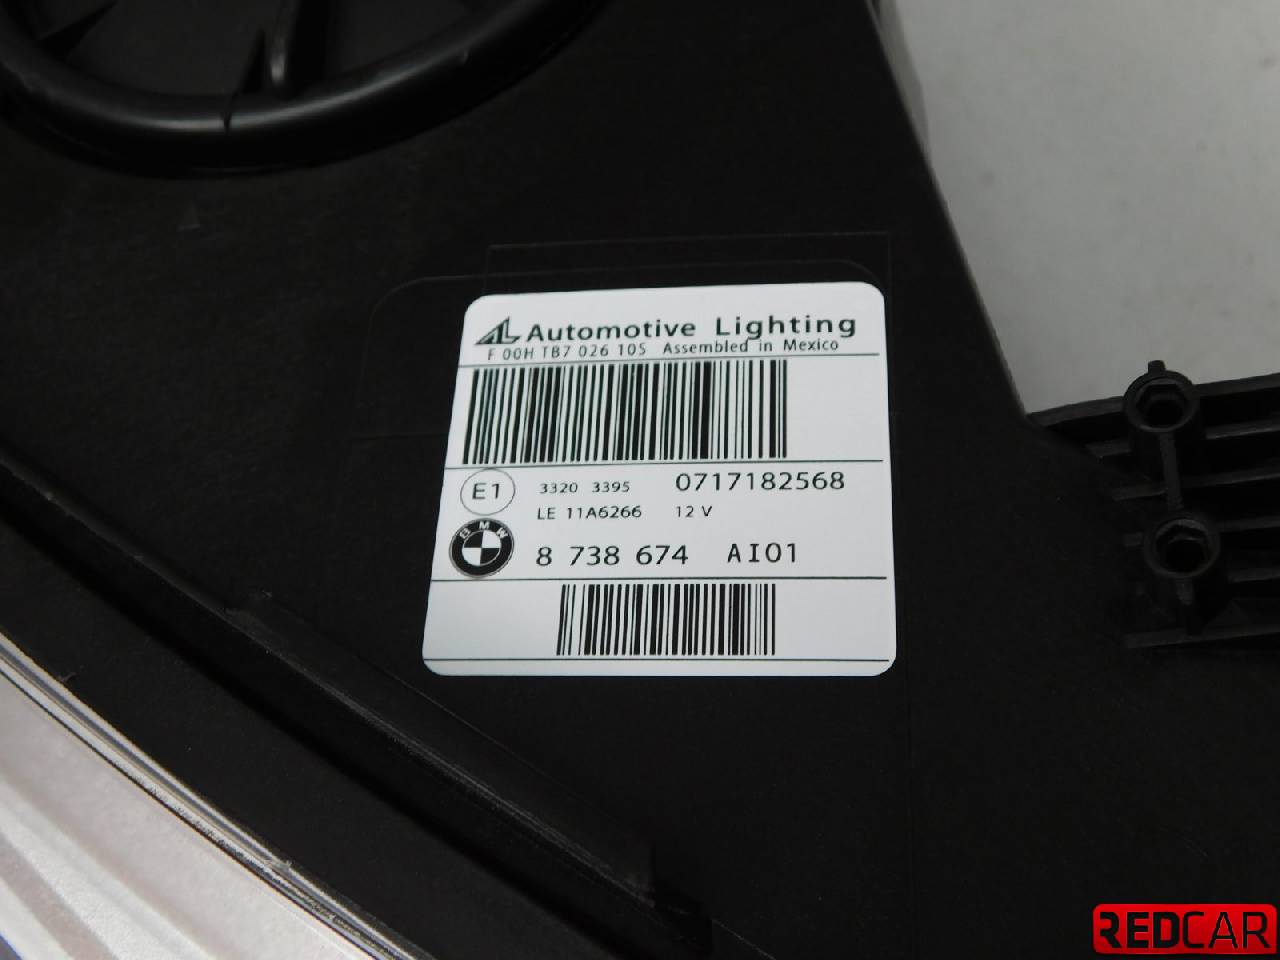 AL Automotive Lighting
F 00H TB7 026 105 Assembled in Mexico
E1 3320 3395 0717182568
LE 11A6266 12 V
BMW 8 738 674 AI01
REDCAR